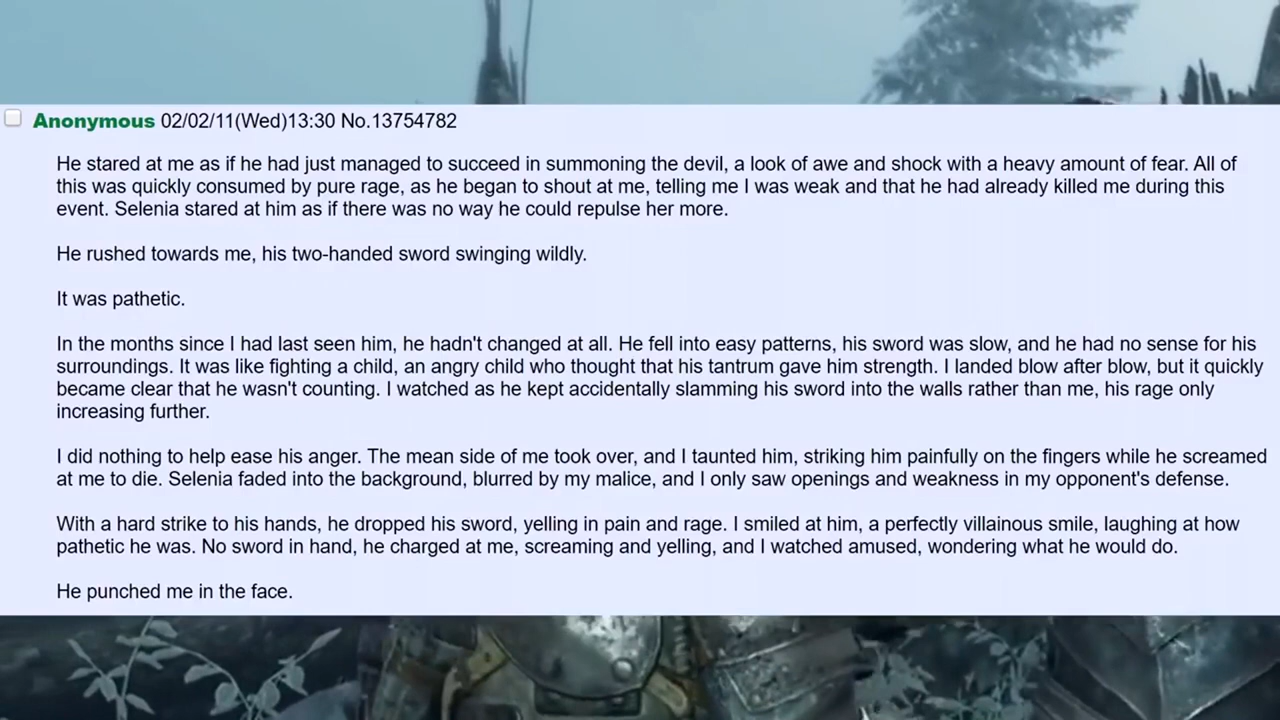 Anonymous 02/02/11(Wed)13:30 No.13754782
He stared at me as if he had just managed to succeed in summoning the devil, a look of awe and shock with a heavy amount of fear. All of
this was quickly consumed by pure rage, as he began to shout at me, telling me I was weak and that he had already killed me during this
event. Selenia stared at him as if there was no way he could repulse her more.
He rushed towards me, his two-handed sword swinging wildly.
It was pathetic.
In the months since I had last seen him, he hadn't changed at all. He fell into easy patterns, his sword was slow, and he had no sense for his
surroundings. It was like fighting a child, an angry child who thought that his tantrum gave him strength. I landed blow after blow, but it quickly
became clear that he wasn't counting. I watched as he kept accidentally slamming his sword into the walls rather than me, his rage only
increasing further.
I did nothing to help ease his anger. The mean side of me took over, and I taunted him, striking him painfully on the fingers while he screamed
at me to die. Selenia faded into the background, blurred by my malice, and I only saw openings and weakness in my opponent's defense.
With a hard strike to his hands, he dropped his sword, yelling in pain and rage. I smiled at him, a perfectly villainous smile, laughing at how
pathetic he was. No sword in hand, he charged at me, screaming and yelling, and I watched amused, wondering what he would do.
He punched me in the face.